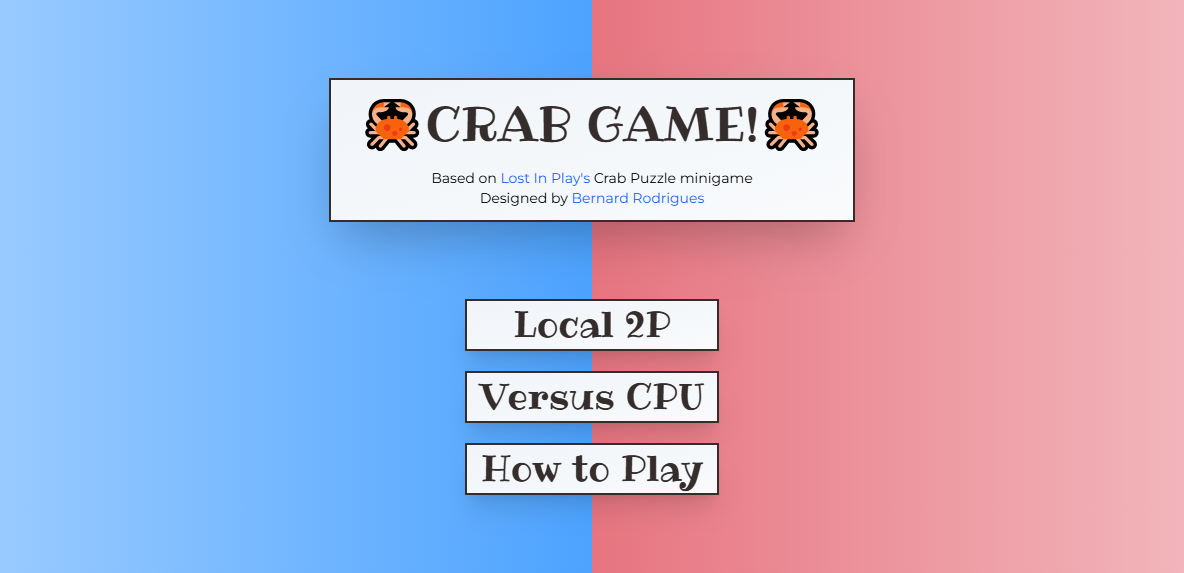 CRAB GAME!
Based on Lost In Play's Crab Puzzle minigame
Designed by Bernard Rodrigues
Local 2P
Versus CPU
How to Play